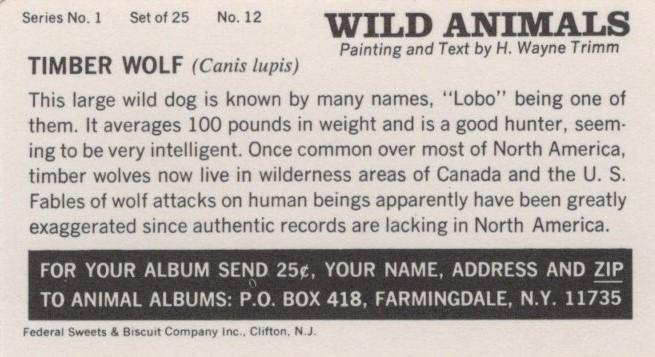 Series No. 1 Set of 25 No. 12
WILD ANIMALS
Painting and Text by H. Wayne Trimm
TIMBER WOLF (Canis lupis)
This large wild dog is known by many names, "Lobo" being one of
them. It averages 100 pounds in weight and is a good hunter, seem-
ing to be very intelligent. Once common over most of North America,
timber wolves now live in wilderness areas of Canada and the U. S.
Fables of wolf attacks on human beings apparently have been greatly
exaggerated since authentic records are lacking in North America.
FOR YOUR ALBUM SEND 25¢, YOUR NAME, ADDRESS AND ZIP
TO ANIMAL ALBUMS: P.O. BOX 418, FARMINGDALE, N.Y. 11735
Federal Sweets & Biscuit Company Inc., Clifton, N.J.